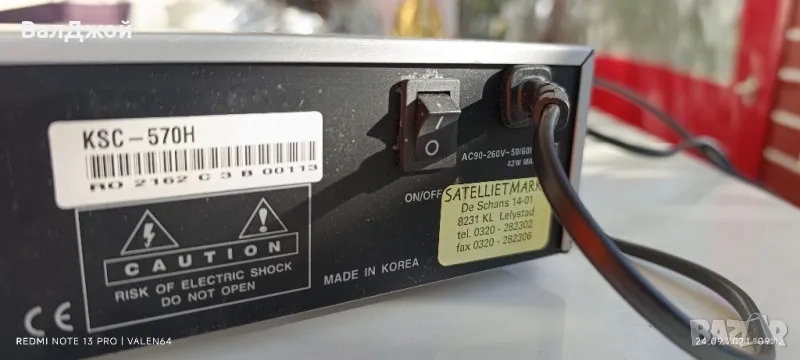 ВалДжой
KSC-570H
RO 2162 C 3 B 00113
CAUTION
RISK OF ELECTRIC SHOCK
DO NOT OPEN
CE
MADE IN KOREA
O
ON/OFF
AC90-260V~50/60
42W
SATELLIETMARK
De Schans 14-01
8231 KL Lelystad
tel. 0320 - 282302
fax 0320 - 282306
REDMI NOTE 13 PRO | VALEN64
bazar